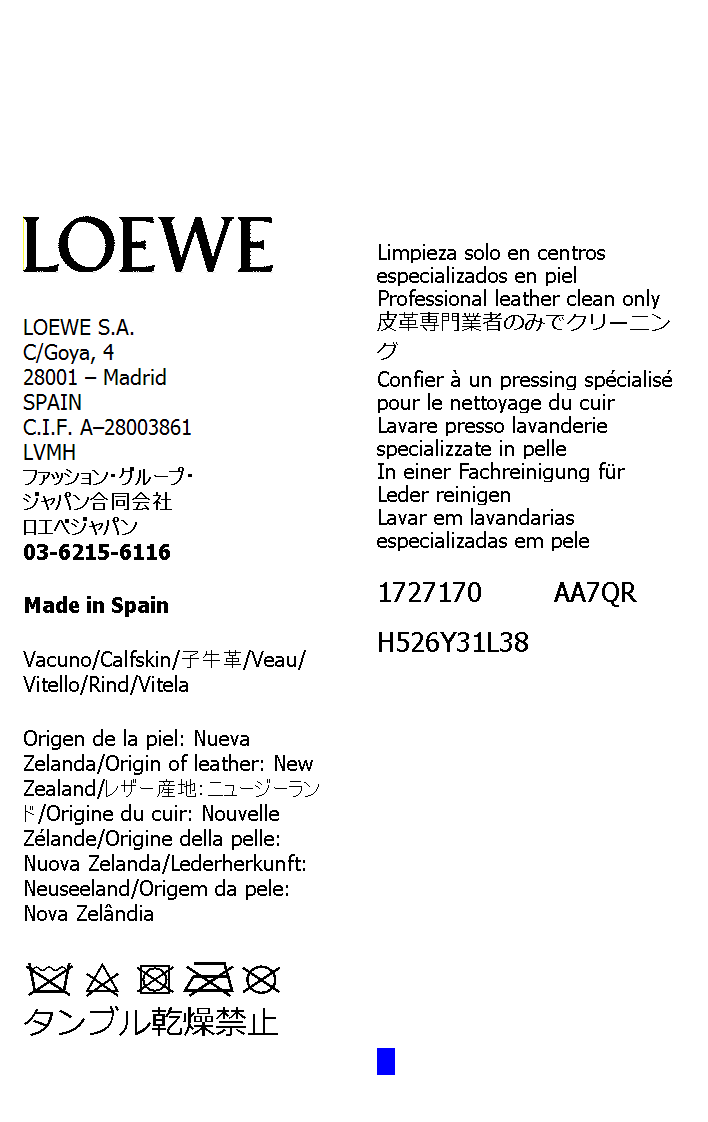 LOEWE
LOEWE S.A.
C/Goya, 4
28001 – Madrid
SPAIN
C.I.F. A–28003861
LVMH
ファッション・グループ・
ジャパン合同会社
ロエベジャパン
03-6215-6116
Made in Spain
Vacuno/Calfskin/子牛革/Veau/
Vitello/Rind/Vitela
Origen de la piel: Nueva
Zelanda/Origin of leather: New
Zealand/レザー産地：ニュージーラン
ド/Origine du cuir: Nouvelle
Zélande/Origine della pelle:
Nuova Zelanda/Lederherkunft:
Neuseeland/Origem da pele:
Nova Zelândia
タンブル乾燥禁止
Limpieza solo en centros
especializados en piel
Professional leather clean only
皮革専門業者のみでクリーニン
グ
Confier à un pressing spécialisé
pour le nettoyage du cuir
Lavare presso lavanderie
specializzate in pelle
In einer Fachreinigung für
Leder reinigen
Lavar em lavandarias
especializadas em pele
1727170 AA7QR
H526Y31L38